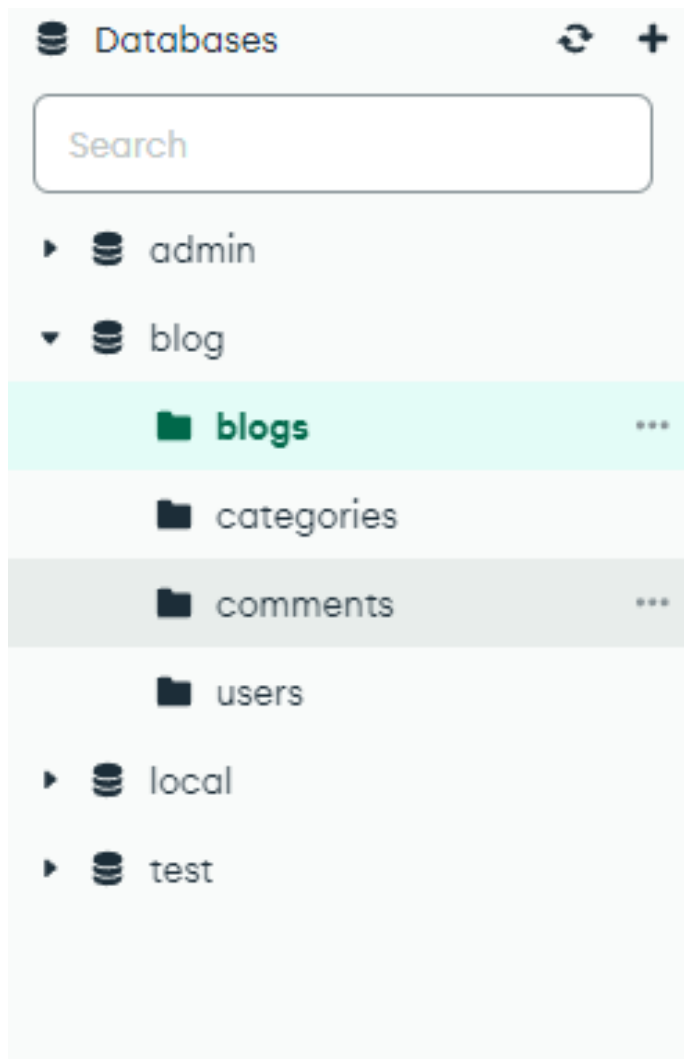 Databases
Search
admin
blog
blogs
categories
comments
users
local
test